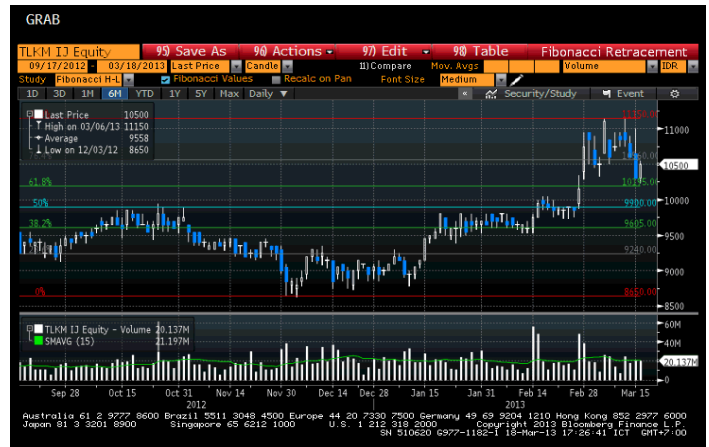 GRAB
TLKM IJ Equity 95) Save As 96) Actions 97) Edit 98) Table Fibonacci Retracement
09/17/2012 - 03/18/2013 Last Price Candle 11) Compare Mov. Avgs Volume IDR
Study Fibonacci H-L Fibonacci Values Recalc on Pan Font Size Medium
1D 3D 1M 6M YTD 1Y 5Y Max Daily ▼ « Security/Study Event
Last Price 10500
High on 03/06/13 11150
Average 9558
Low on 12/03/12 8650
11150.00
11000
10560.00
10500
61.8% 10195.00
10000
50% 9900.00
38.2% 9605.00
9500
9240.00
9000
0% 8650.00
8500
TLKM IJ Equity - Volume 20.137M
SMAVG (15) 21.197M
60M
40M
20.137M
0
Sep 28 Oct 15 Oct 31 Nov 14 Nov 30 Dec 14 Dec 28 Jan 15 Jan 31 Feb 14 Feb 28 Mar 15
2012 2013
Australia 61 2 9777 8600 Brazil 5511 3048 4500 Europe 44 20 7330 7500 Germany 49 69 9204 1210 Hong Kong 852 2977 6000
Japan 81 3 3201 8900 Singapore 65 6212 1000 U.S. 1 212 318 2000 Copyright 2013 Bloomberg Finance L.P.
SN 510620 G977-1182-1 18-Mar-13 17:26:41 ICT GMT+7:00